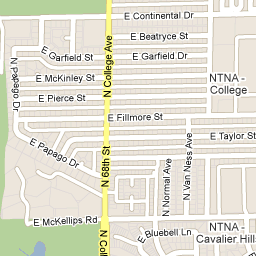 E Continental Dr
E Beatryce St
N College Ave
E Garfield St
E Garfield Dr
N Papago Dr
E McKinley St
NTNA -
College
E Pierce St
E Fillmore St
E Taylor St
E Papago Dr
N 68th St
N Normal Ave
N Van Ness Ave
E McKellips Rd
E Bluebell Ln
NTNA -
Cavalier Hills